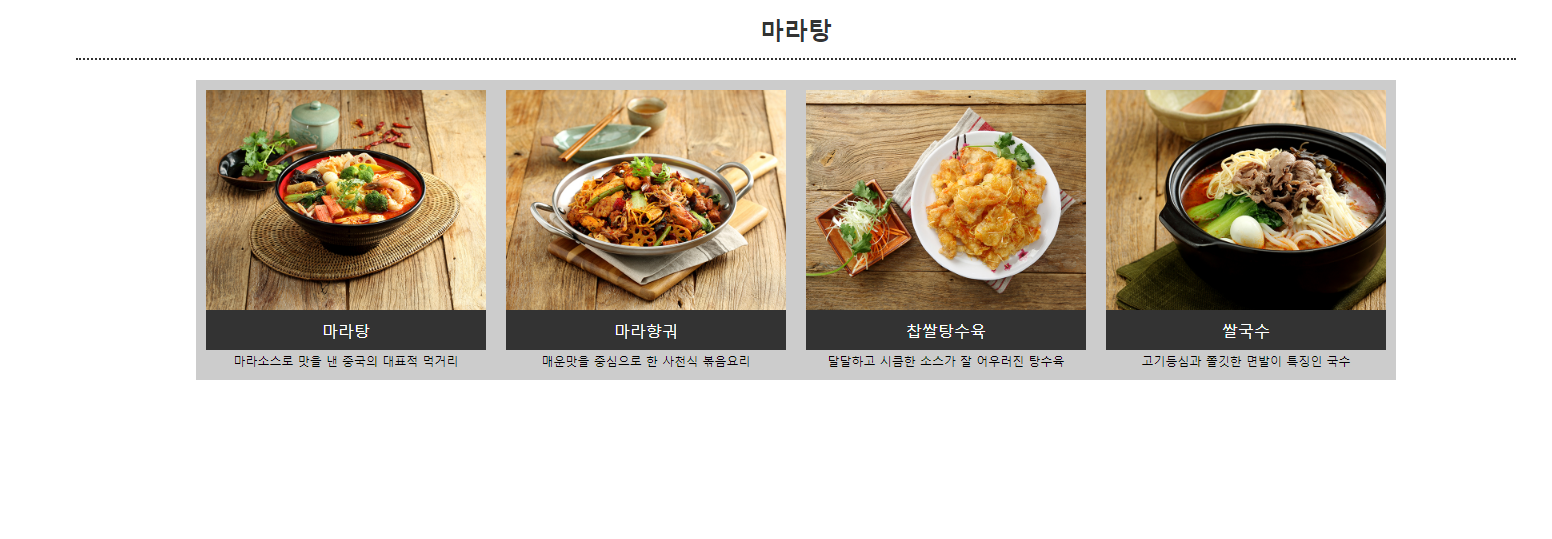 마라탕
마라탕
마라소스로 맛을 낸 중국의 대표적 먹거리
마라향궈
매운맛을 중심으로 한 사천식 볶음요리
찹쌀탕수육
달달하고 시큼한 소스가 잘 어우러진 탕수육
쌀국수
고기등심과 쫄깃한 면발이 특징인 국수